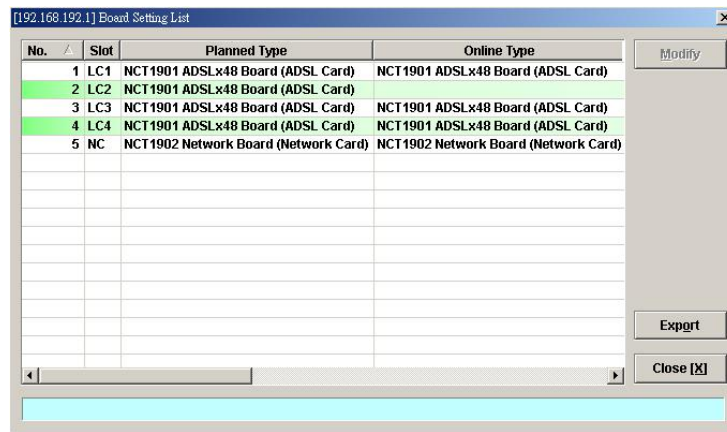 [192.168.192.1] Board Setting List
No. Slot Planned Type Online Type
1 LC1 NCT1901 ADSLx48 Board (ADSL Card) NCT1901 ADSLx48 Board (ADSL Card)
2 LC2 NCT1901 ADSLx48 Board (ADSL Card)
3 LC3 NCT1901 ADSLx48 Board (ADSL Card) NCT1901 ADSLx48 Board (ADSL Card)
4 LC4 NCT1901 ADSLx48 Board (ADSL Card) NCT1901 ADSLx48 Board (ADSL Card)
5 NC NCT1902 Network Board (Network Card) NCT1902 Network Board (Network Card)
Modify
Export
Close [X]